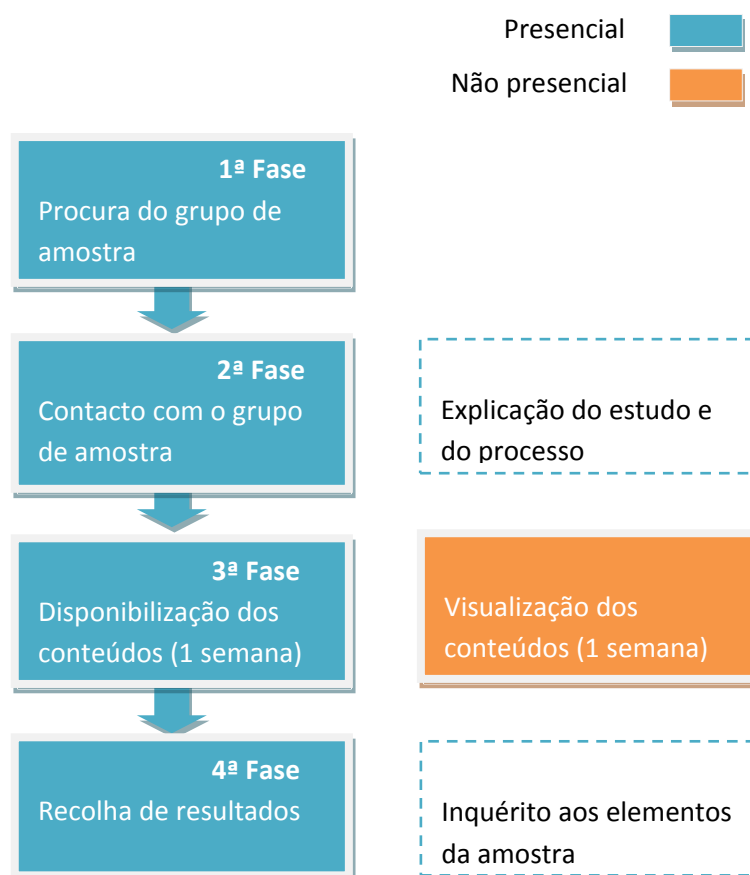 Presencial
Não presencial
1ª Fase
Procura do grupo de
amostra
2ª Fase
Contacto com o grupo
de amostra
Explicação do estudo e
do processo
3ª Fase
Disponibilização dos
conteúdos (1 semana)
Visualização dos
conteúdos (1 semana)
4ª Fase
Recolha de resultados
Inquérito aos elementos
da amostra